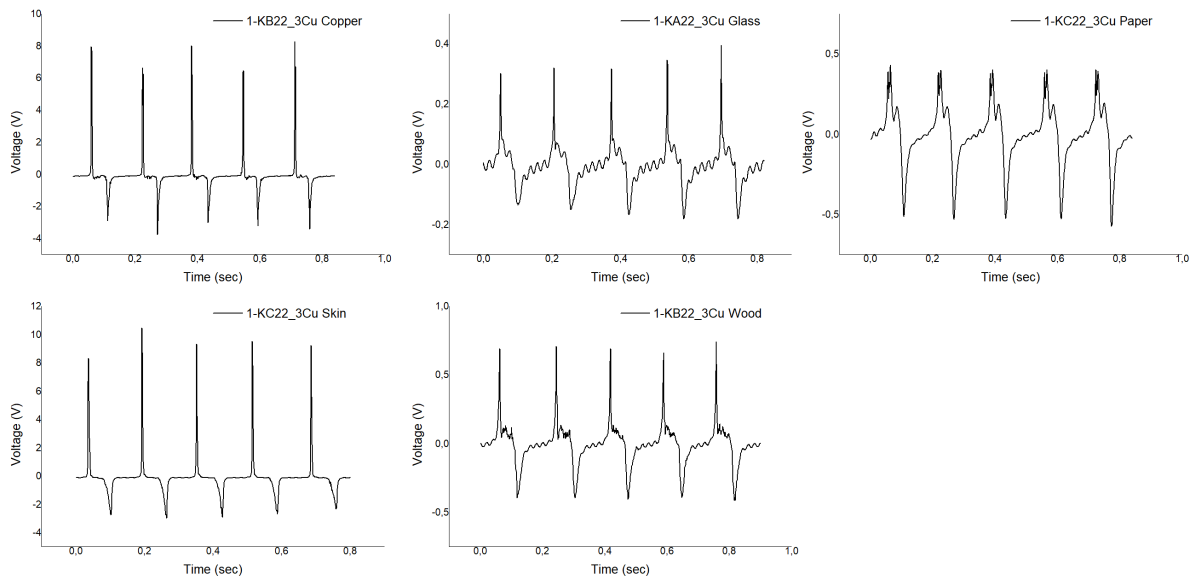 1-KB22_3Cu Copper
10
8
6
4
2
0
-2
-4
Voltage (V)
0,0 0,2 0,4 0,6 0,8 1,0
Time (sec)
1-KA22_3Cu Glass
0,4
0,2
0,0
-0,2
Voltage (V)
0,0 0,2 0,4 0,6 0,8
Time (sec)
1-KC22_3Cu Paper
0,5
0,0
-0,5
Voltage (V)
0,0 0,2 0,4 0,6 0,8 1,0
Time (sec)
1-KC22_3Cu Skin
12
10
8
6
4
2
0
-2
-4
Voltage (V)
0,0 0,2 0,4 0,6 0,8
Time (sec)
1-KB22_3Cu Wood
1,0
0,5
0,0
-0,5
Voltage (V)
0,0 0,2 0,4 0,6 0,8 1,0
Time (sec)